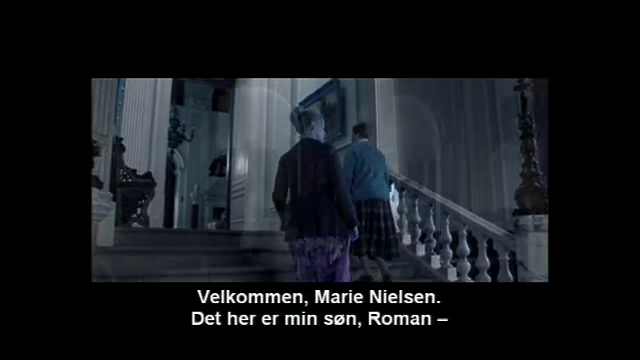 Velkommen, Marie Nielsen.
Det her er min søn, Roman –